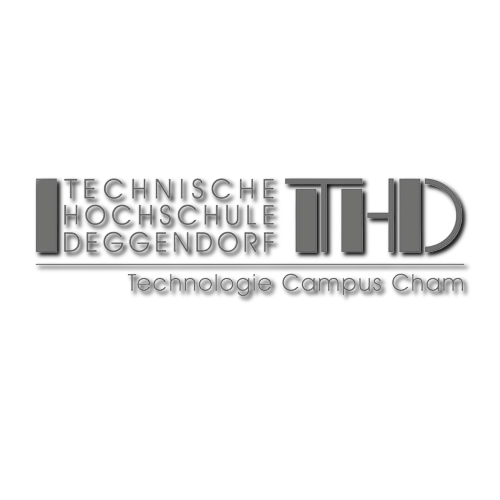 TECHNISCHE
HOCHSCHULE
DEGGENDORF
THD
Technologie Campus Cham